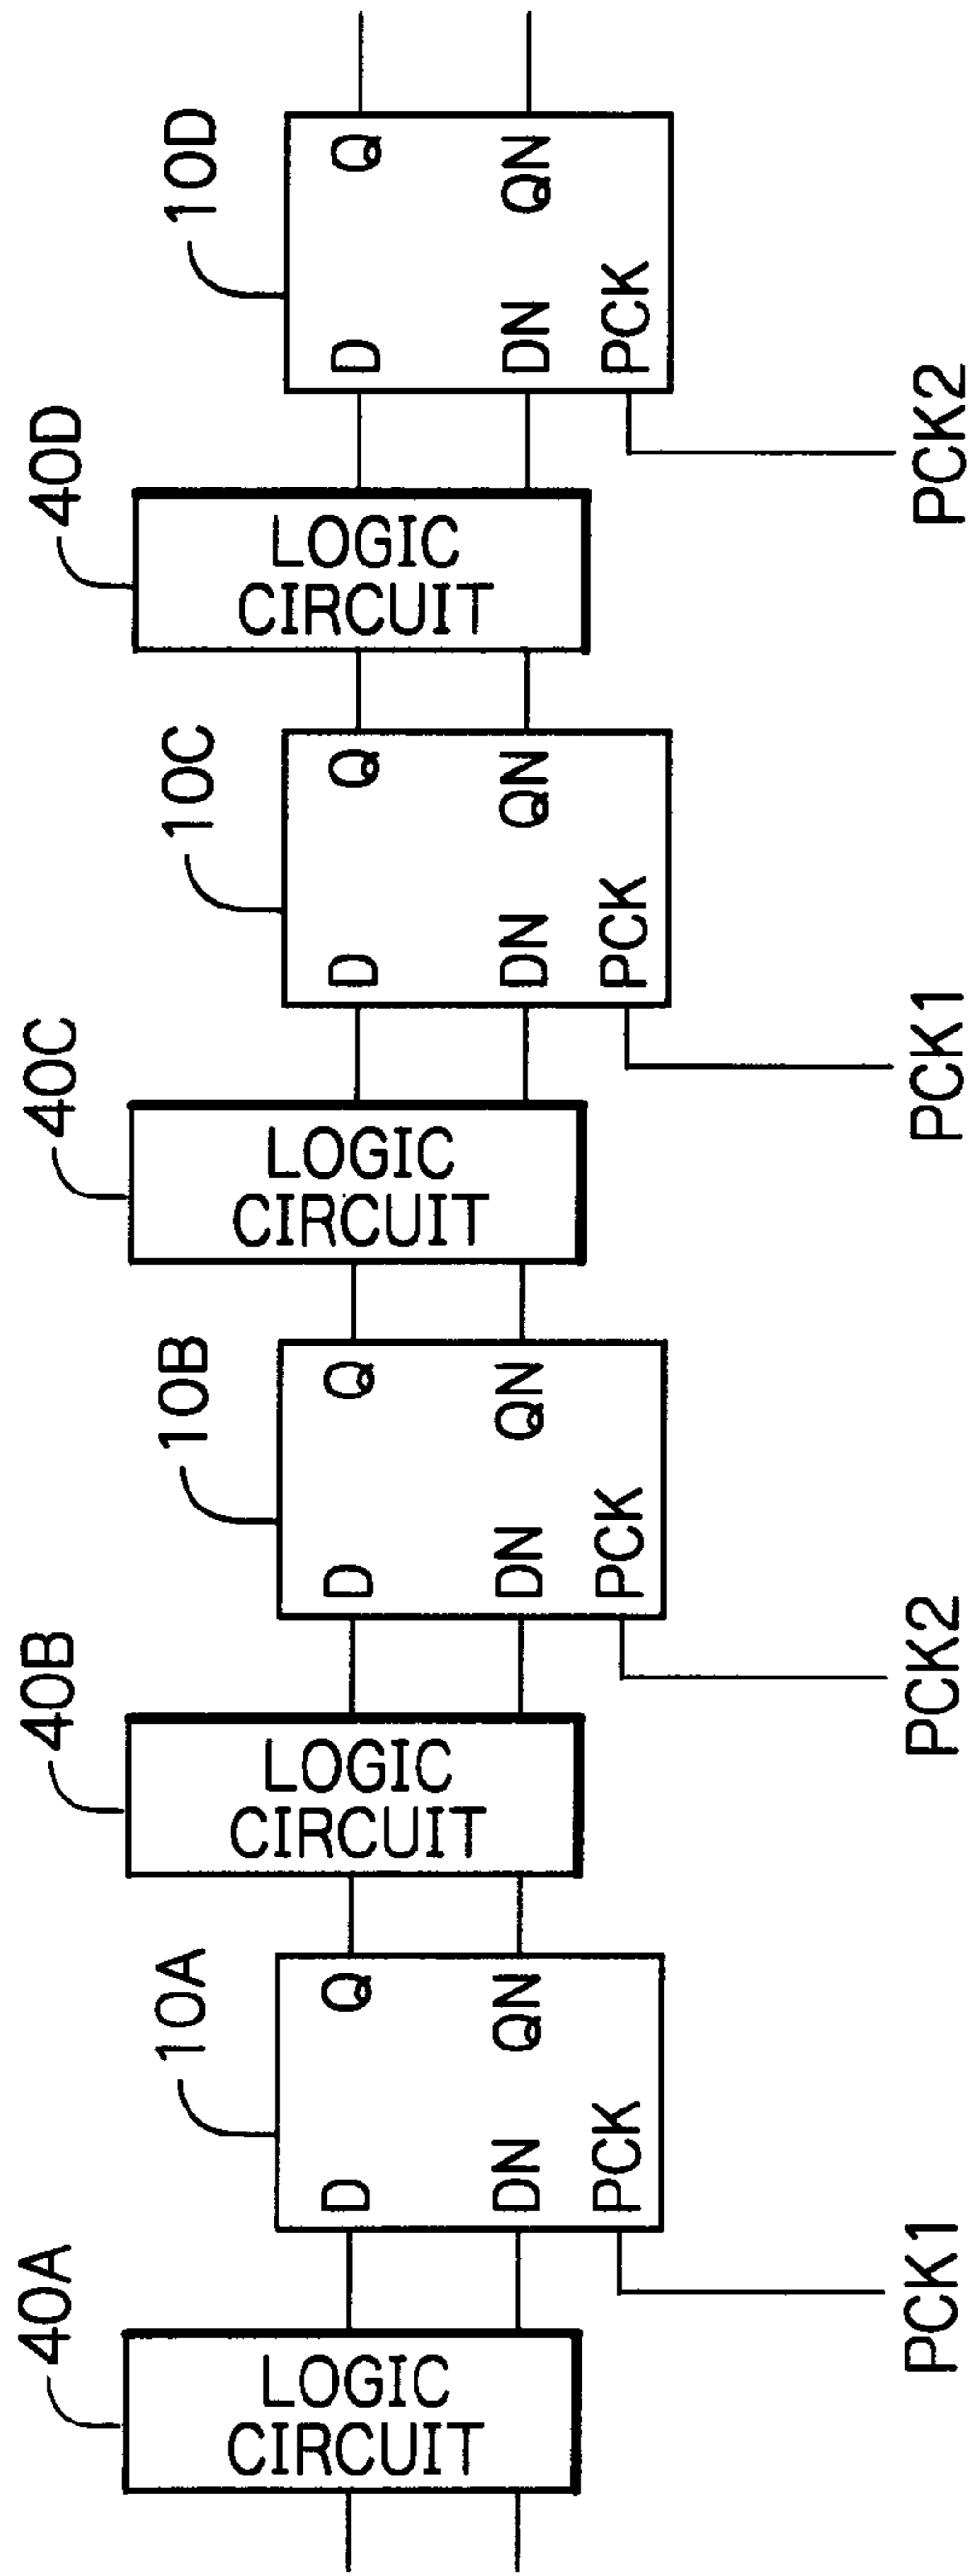 40A
LOGIC
CIRCUIT
10A
D
Q
DN
QN
PCK
PCK1
40B
LOGIC
CIRCUIT
10B
D
Q
DN
QN
PCK
PCK2
40C
LOGIC
CIRCUIT
10C
D
Q
DN
QN
PCK
PCK1
40D
LOGIC
CIRCUIT
10D
D
Q
DN
QN
PCK
PCK2